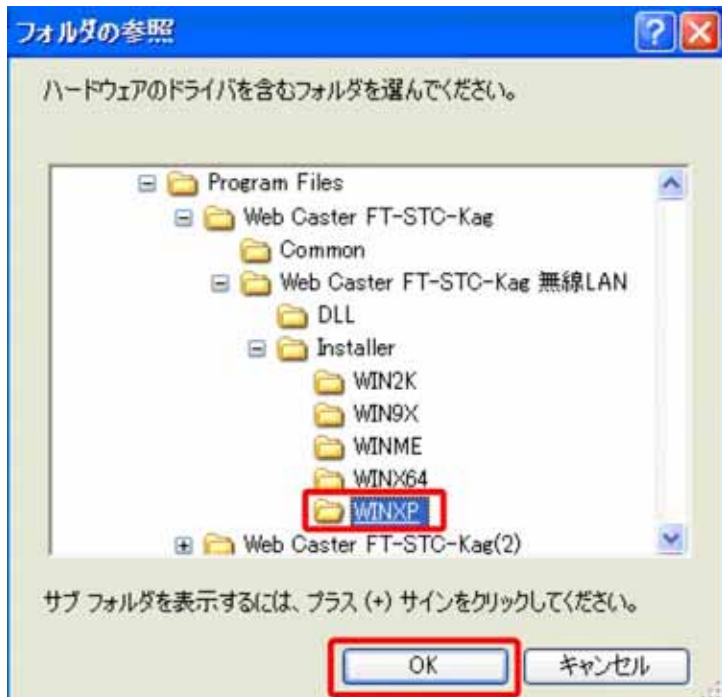 フォルダの参照
ハードウェアのドライバを含むフォルダを選んでください。
Program Files
Web Caster FT-STC-Kag
Common
Web Caster FT-STC-Kag 無線LAN
DLL
Installer
WIN2K
WIN9X
WINME
WINX64
WINXP
Web Caster FT-STC-Kag(2)
サブ フォルダを表示するには、プラス (+) サインをクリックしてください。
OK キャンセル